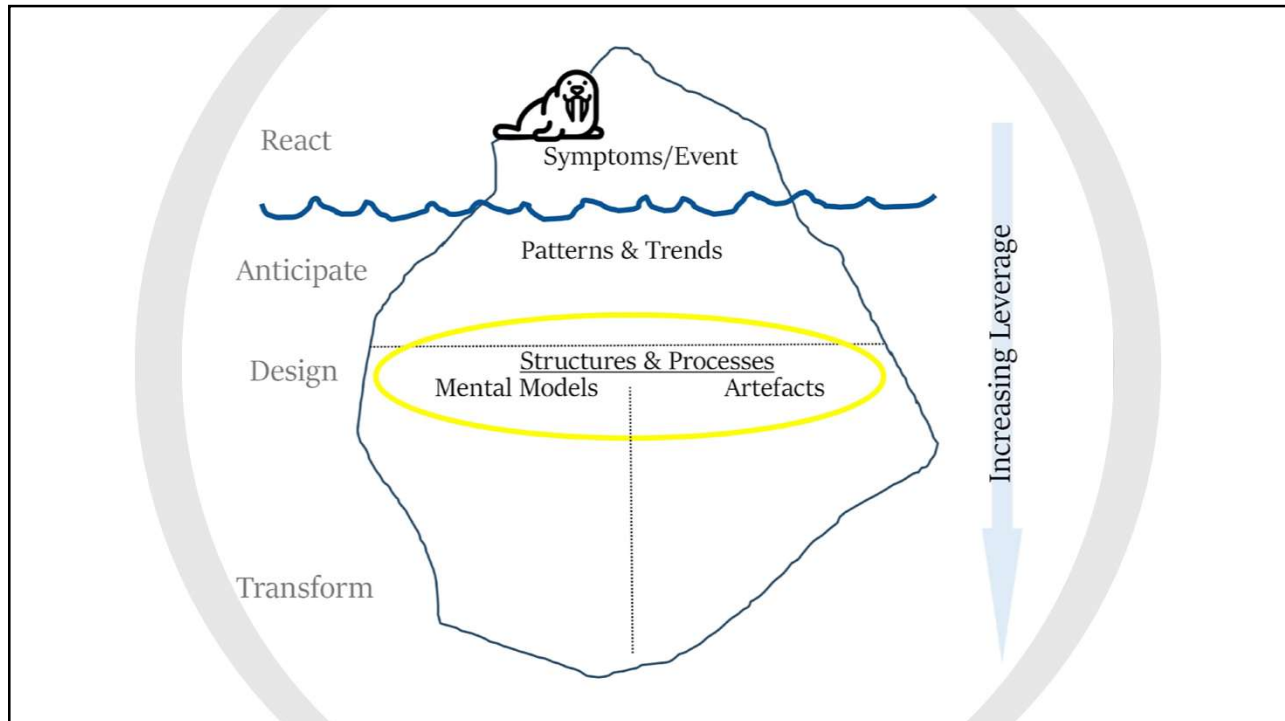 React
Symptoms/Event
Patterns & Trends
Anticipate
Structures & Processes
Design
Mental Models Artefacts
Transform
Increasing Leverage